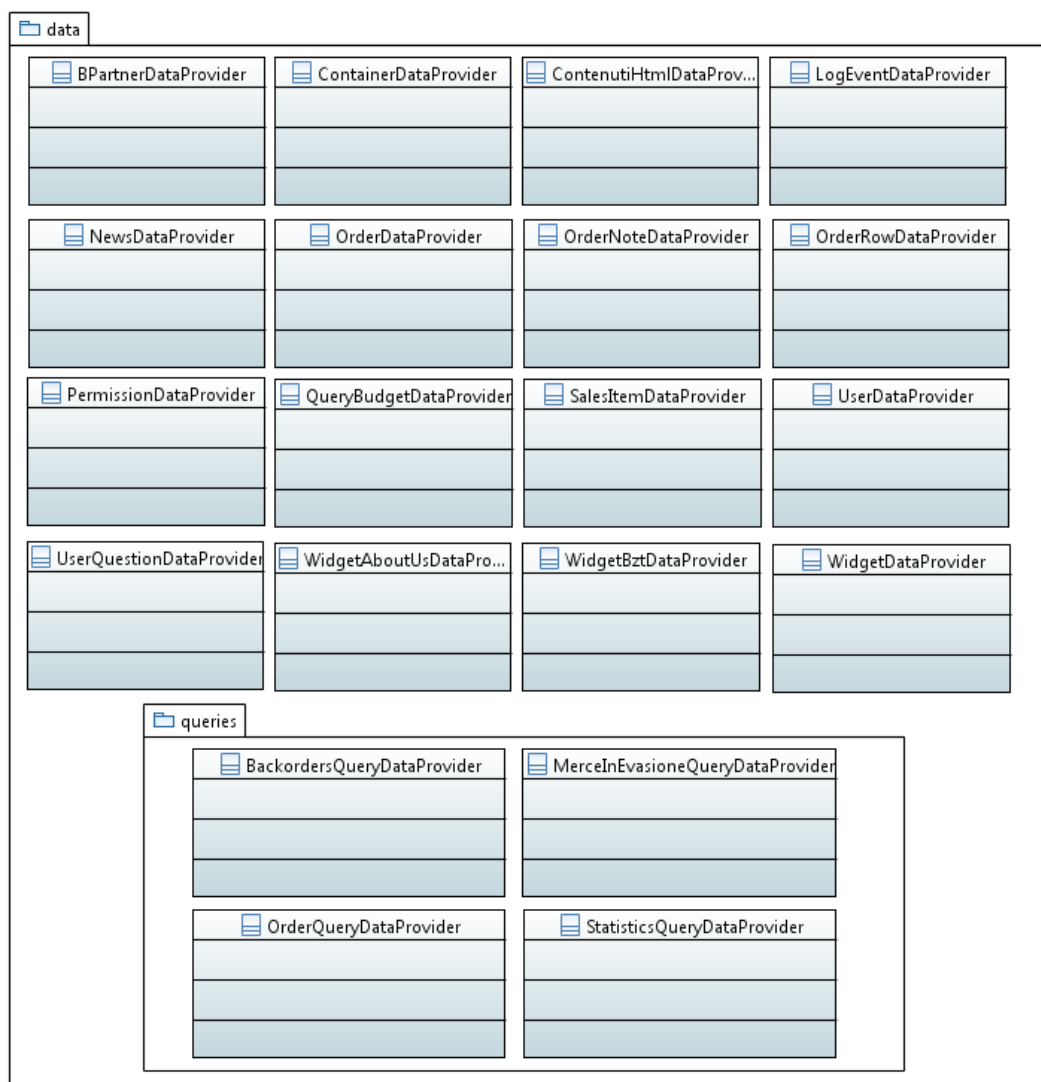 data
BPartnerDataProvider
ContainerDataProvider
ContenutiHtmlDataProv...
LogEventDataProvider
NewsDataProvider
OrderDataProvider
OrderNoteDataProvider
OrderRowDataProvider
PermissionDataProvider
QueryBudgetDataProvider
SalesItemDataProvider
UserDataProvider
UserQuestionDataProvider
WidgetAboutUsDataPro...
WidgetBztDataProvider
WidgetDataProvider
queries
BackordersQueryDataProvider
MerceInEvasioneQueryDataProvider
OrderQueryDataProvider
StatisticsQueryDataProvider